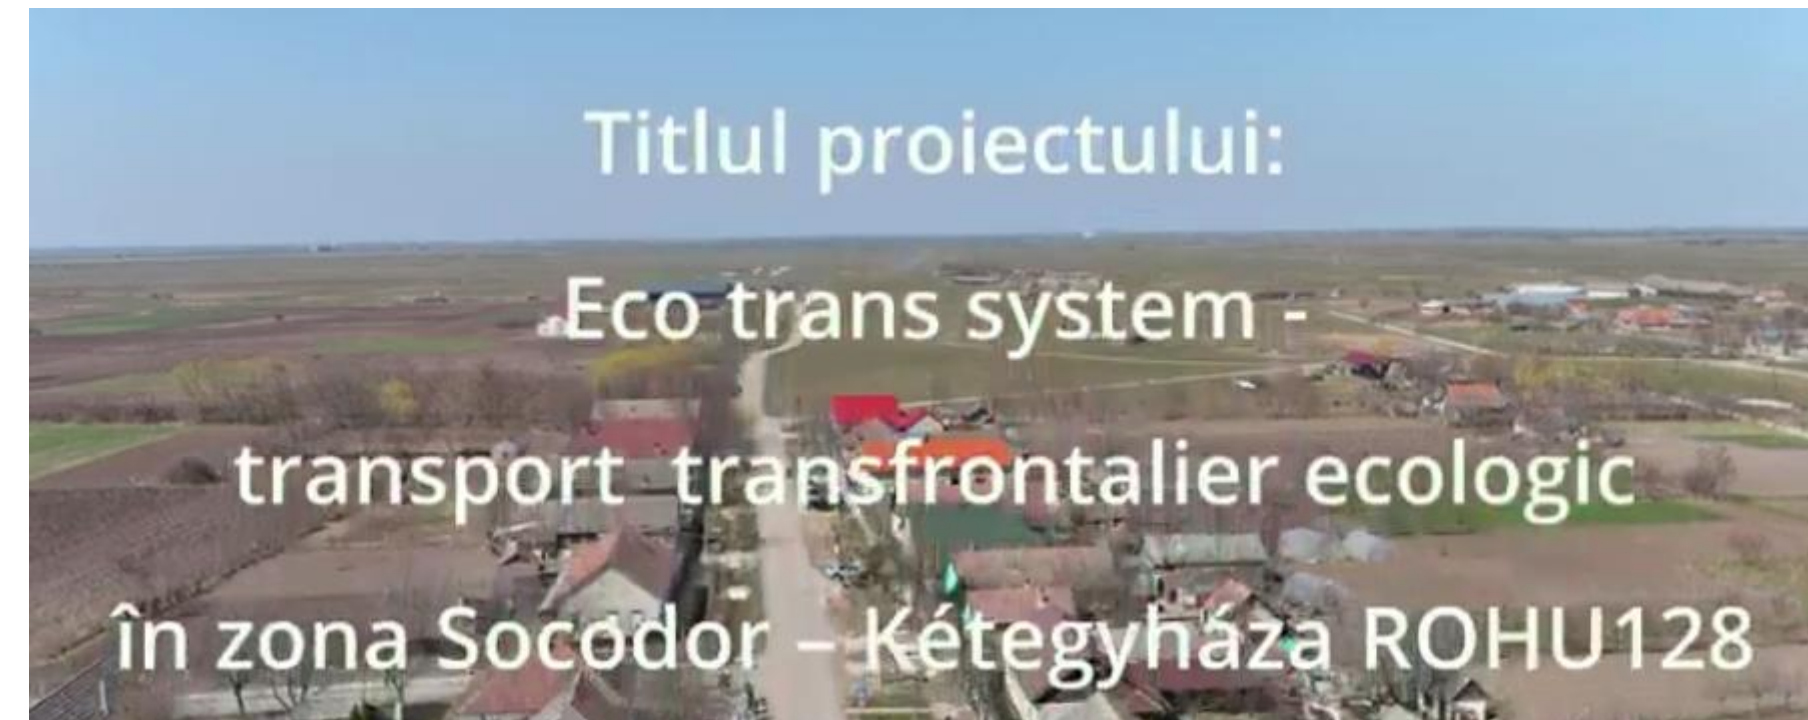 Titlul proiectului:
Eco trans system -
transport transfrontalier ecologic
în zona Socodor – Kétegyháza ROHU128